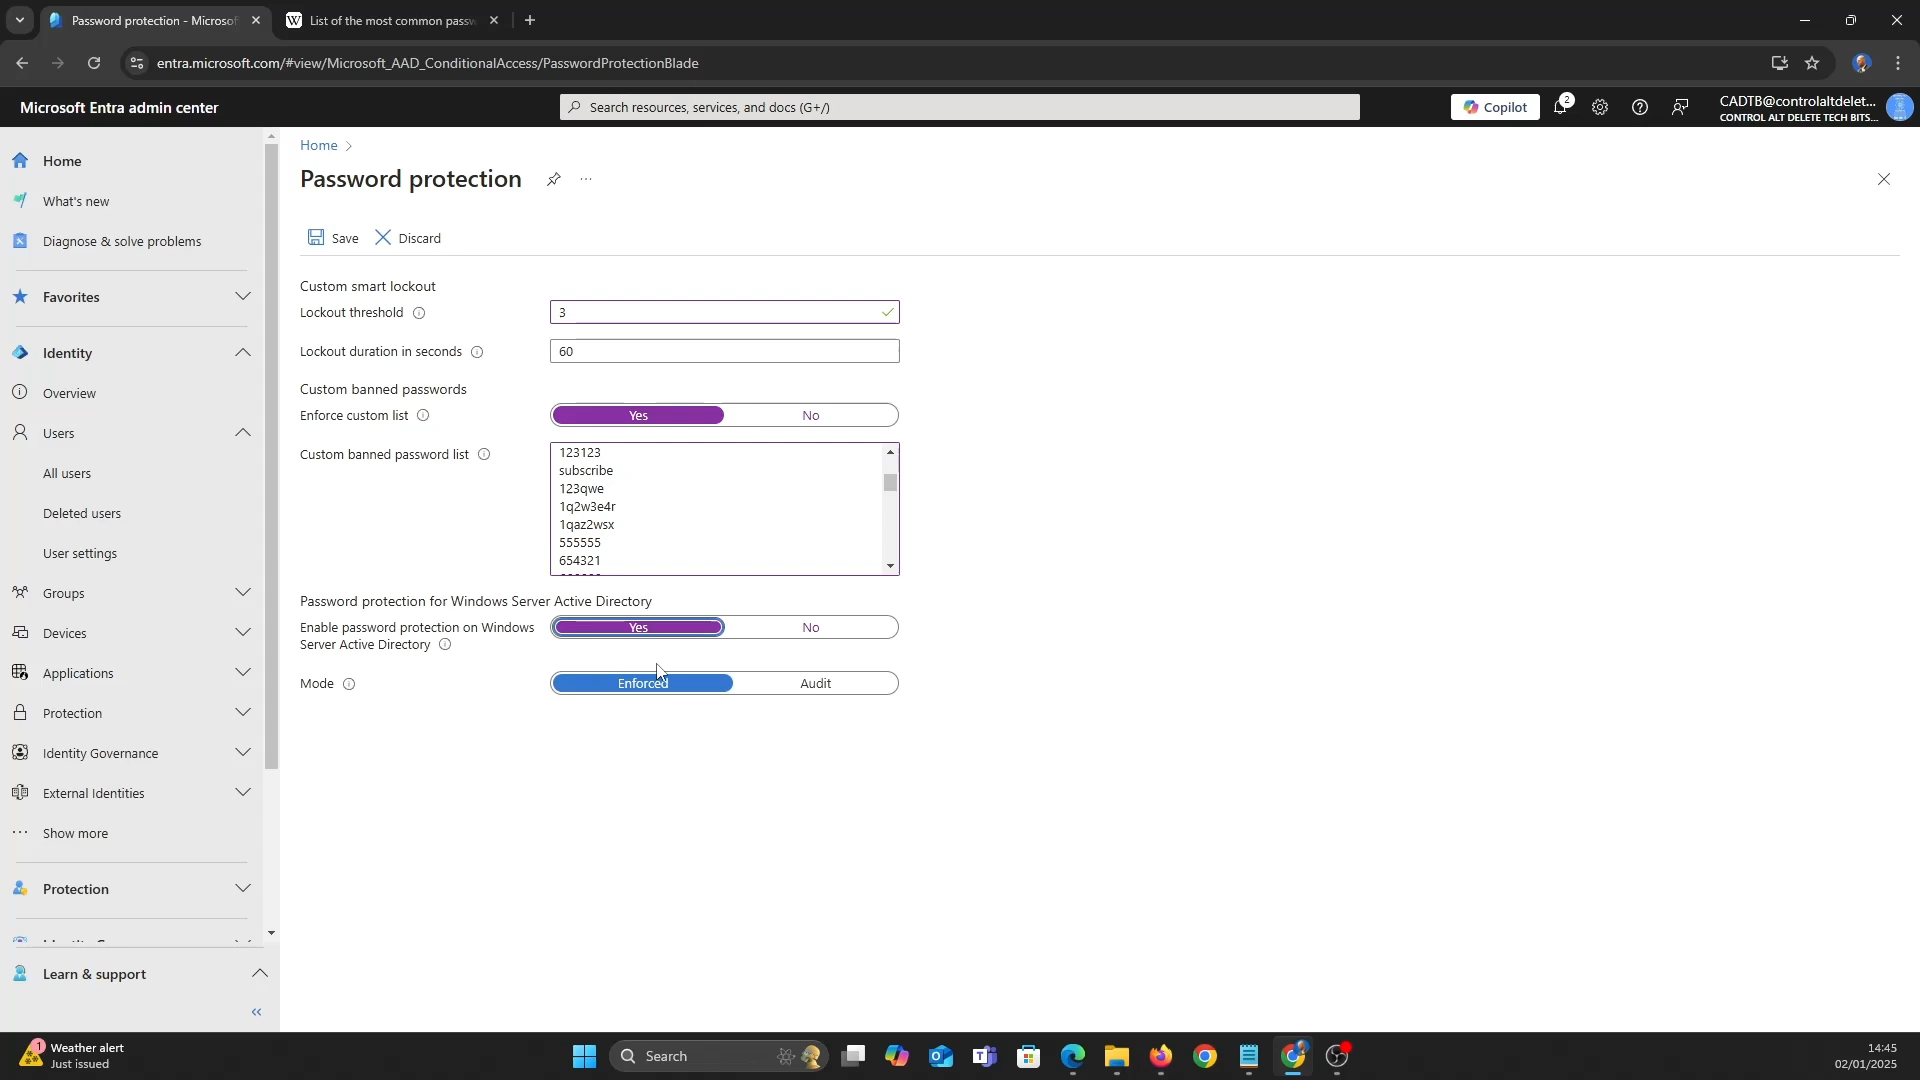 Password protection - Microsof
List of the most common passw
entra.microsoft.com/#view/Microsoft_AAD_ConditionalAccess/PasswordProtectionBlade
Microsoft Entra admin center
Search resources, services, and docs (G+/)
Copilot
2
CADTB@controlaltdelet...
CONTROL ALT DELETE TECH BITS...
Home
What's new
Diagnose & solve problems
Favorites
Identity
Overview
Users
All users
Deleted users
User settings
Groups
Devices
Applications
Protection
Identity Governance
External Identities
Show more
Protection
Learn & support
Home
Password protection
Save
Discard
Custom smart lockout
Lockout threshold
3
Lockout duration in seconds
60
Custom banned passwords
Enforce custom list
Yes
No
Custom banned password list
123123
subscribe
123qwe
1q2w3e4r
1qaz2wsx
555555
654321
Password protection for Windows Server Active Directory
Enable password protection on Windows
Server Active Directory
Yes
No
Mode
Enforced
Audit
1
Weather alert
Just issued
Search
14:45
02/01/2025